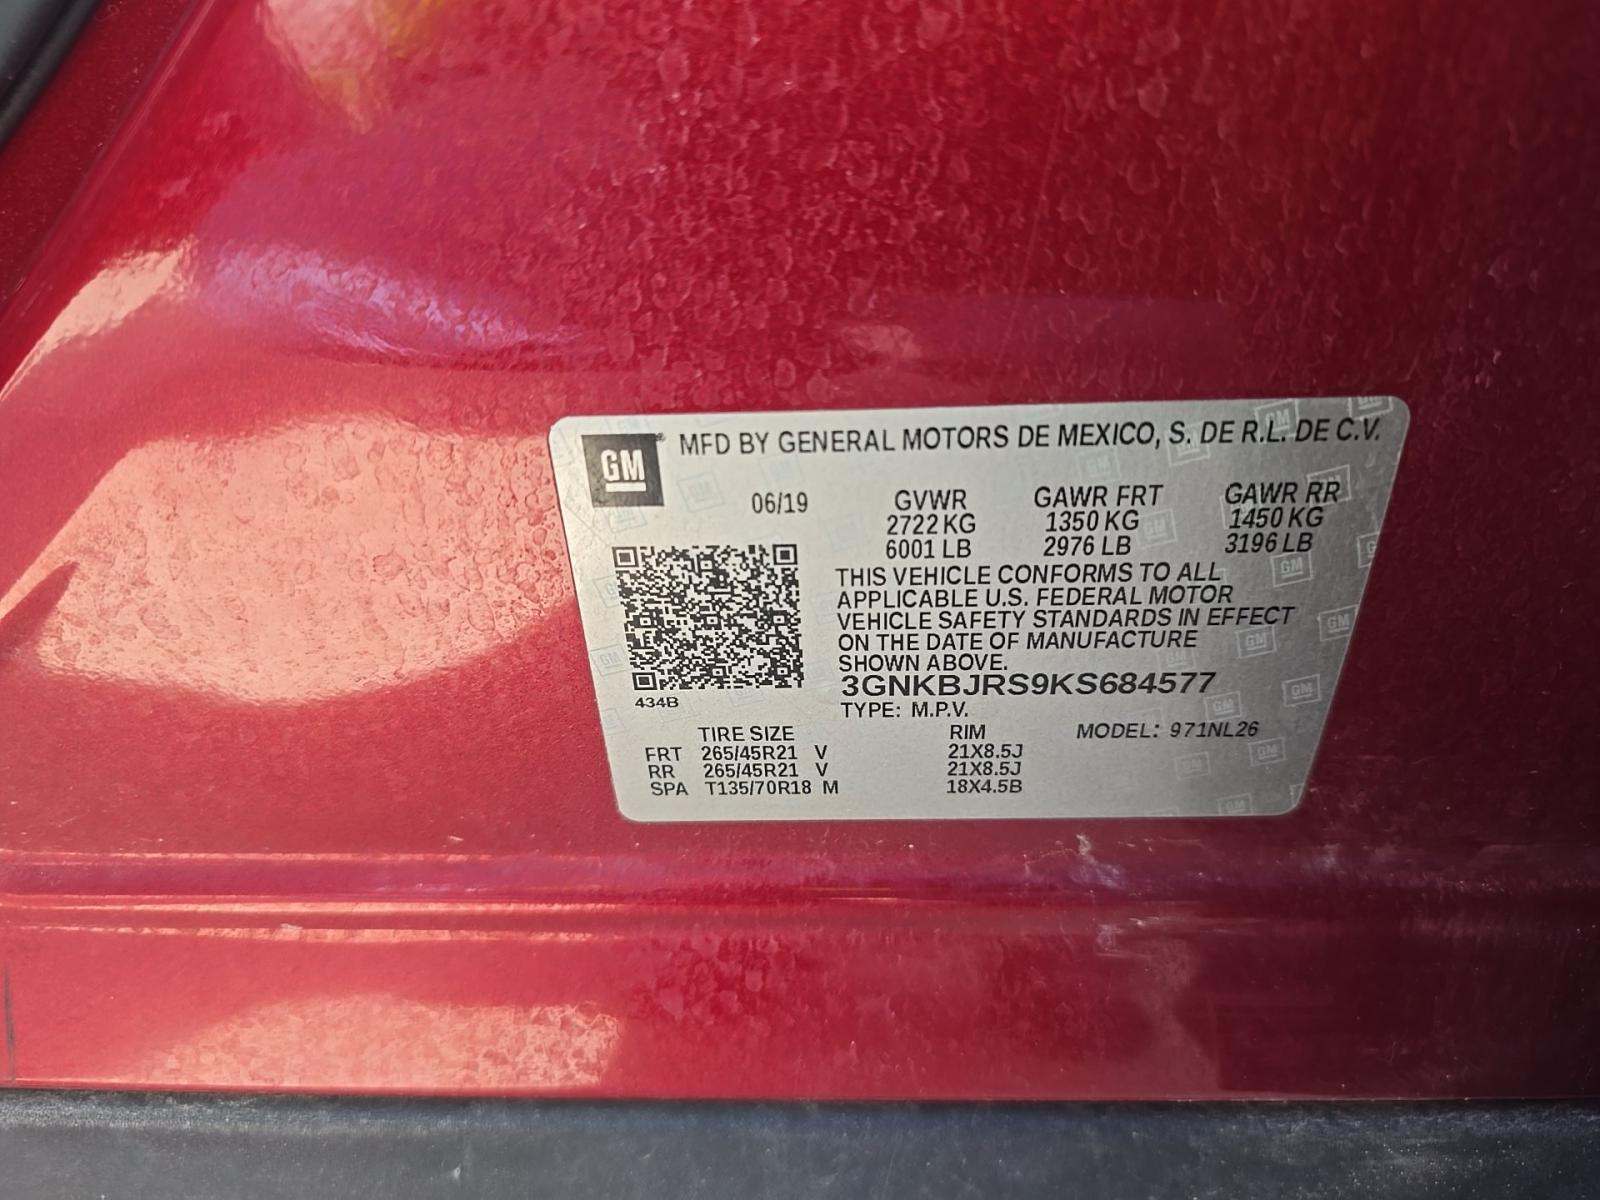 GM MFD BY GENERAL MOTORS DE MEXICO, S. DE R.L. DE C.V.
06/19 GVWR GAWR FRT GAWR RR
2722 KG 1350 KG 1450 KG
6001 LB 2976 LB 3196 LB
THIS VEHICLE CONFORMS TO ALL
APPLICABLE U.S. FEDERAL MOTOR
VEHICLE SAFETY STANDARDS IN EFFECT
ON THE DATE OF MANUFACTURE
SHOWN ABOVE.
3GNKBJRS9KS684577
434B
TYPE: M.P.V.
TIRE SIZE RIM MODEL: 971NL26
FRT 265/45R21 V 21X8.5J
RR 265/45R21 V 21X8.5J
SPA T135/70R18 M 18X4.5B